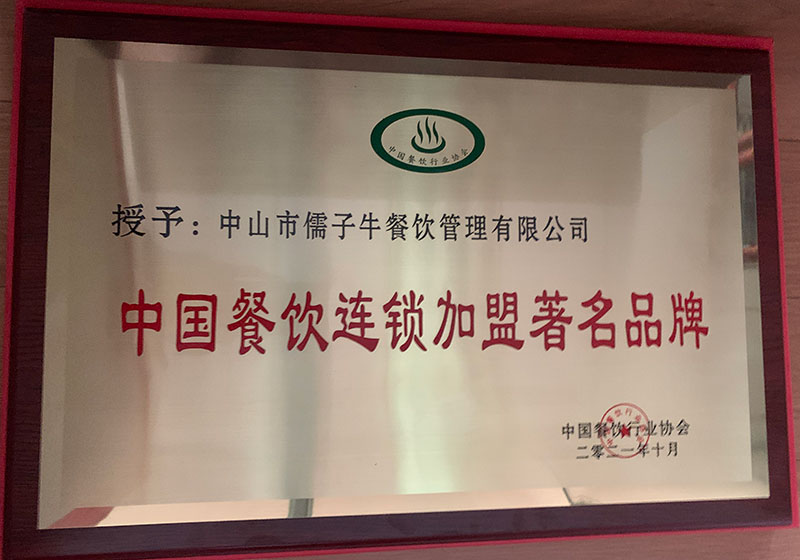 中国餐饮行业协会
授予：中山市儒子牛餐饮管理有限公司
中国餐饮连锁加盟著名品牌
中国餐饮行业协会
二零二一年十月